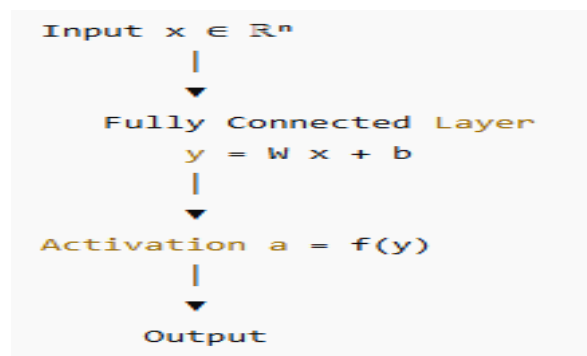 Input x ∈ ℝⁿ
|
▼
Fully Connected Layer
y = W x + b
|
▼
Activation a = f(y)
|
▼
Output